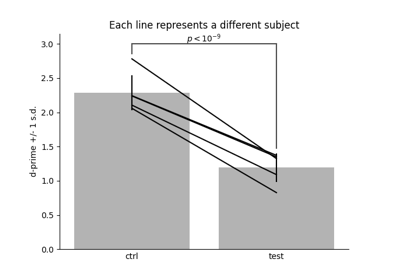 Each line represents a different subject
p < 10⁻⁹
3.0
2.5
2.0
1.5
1.0
0.5
0.0
d-prime +/- 1 s.d.
ctrl test